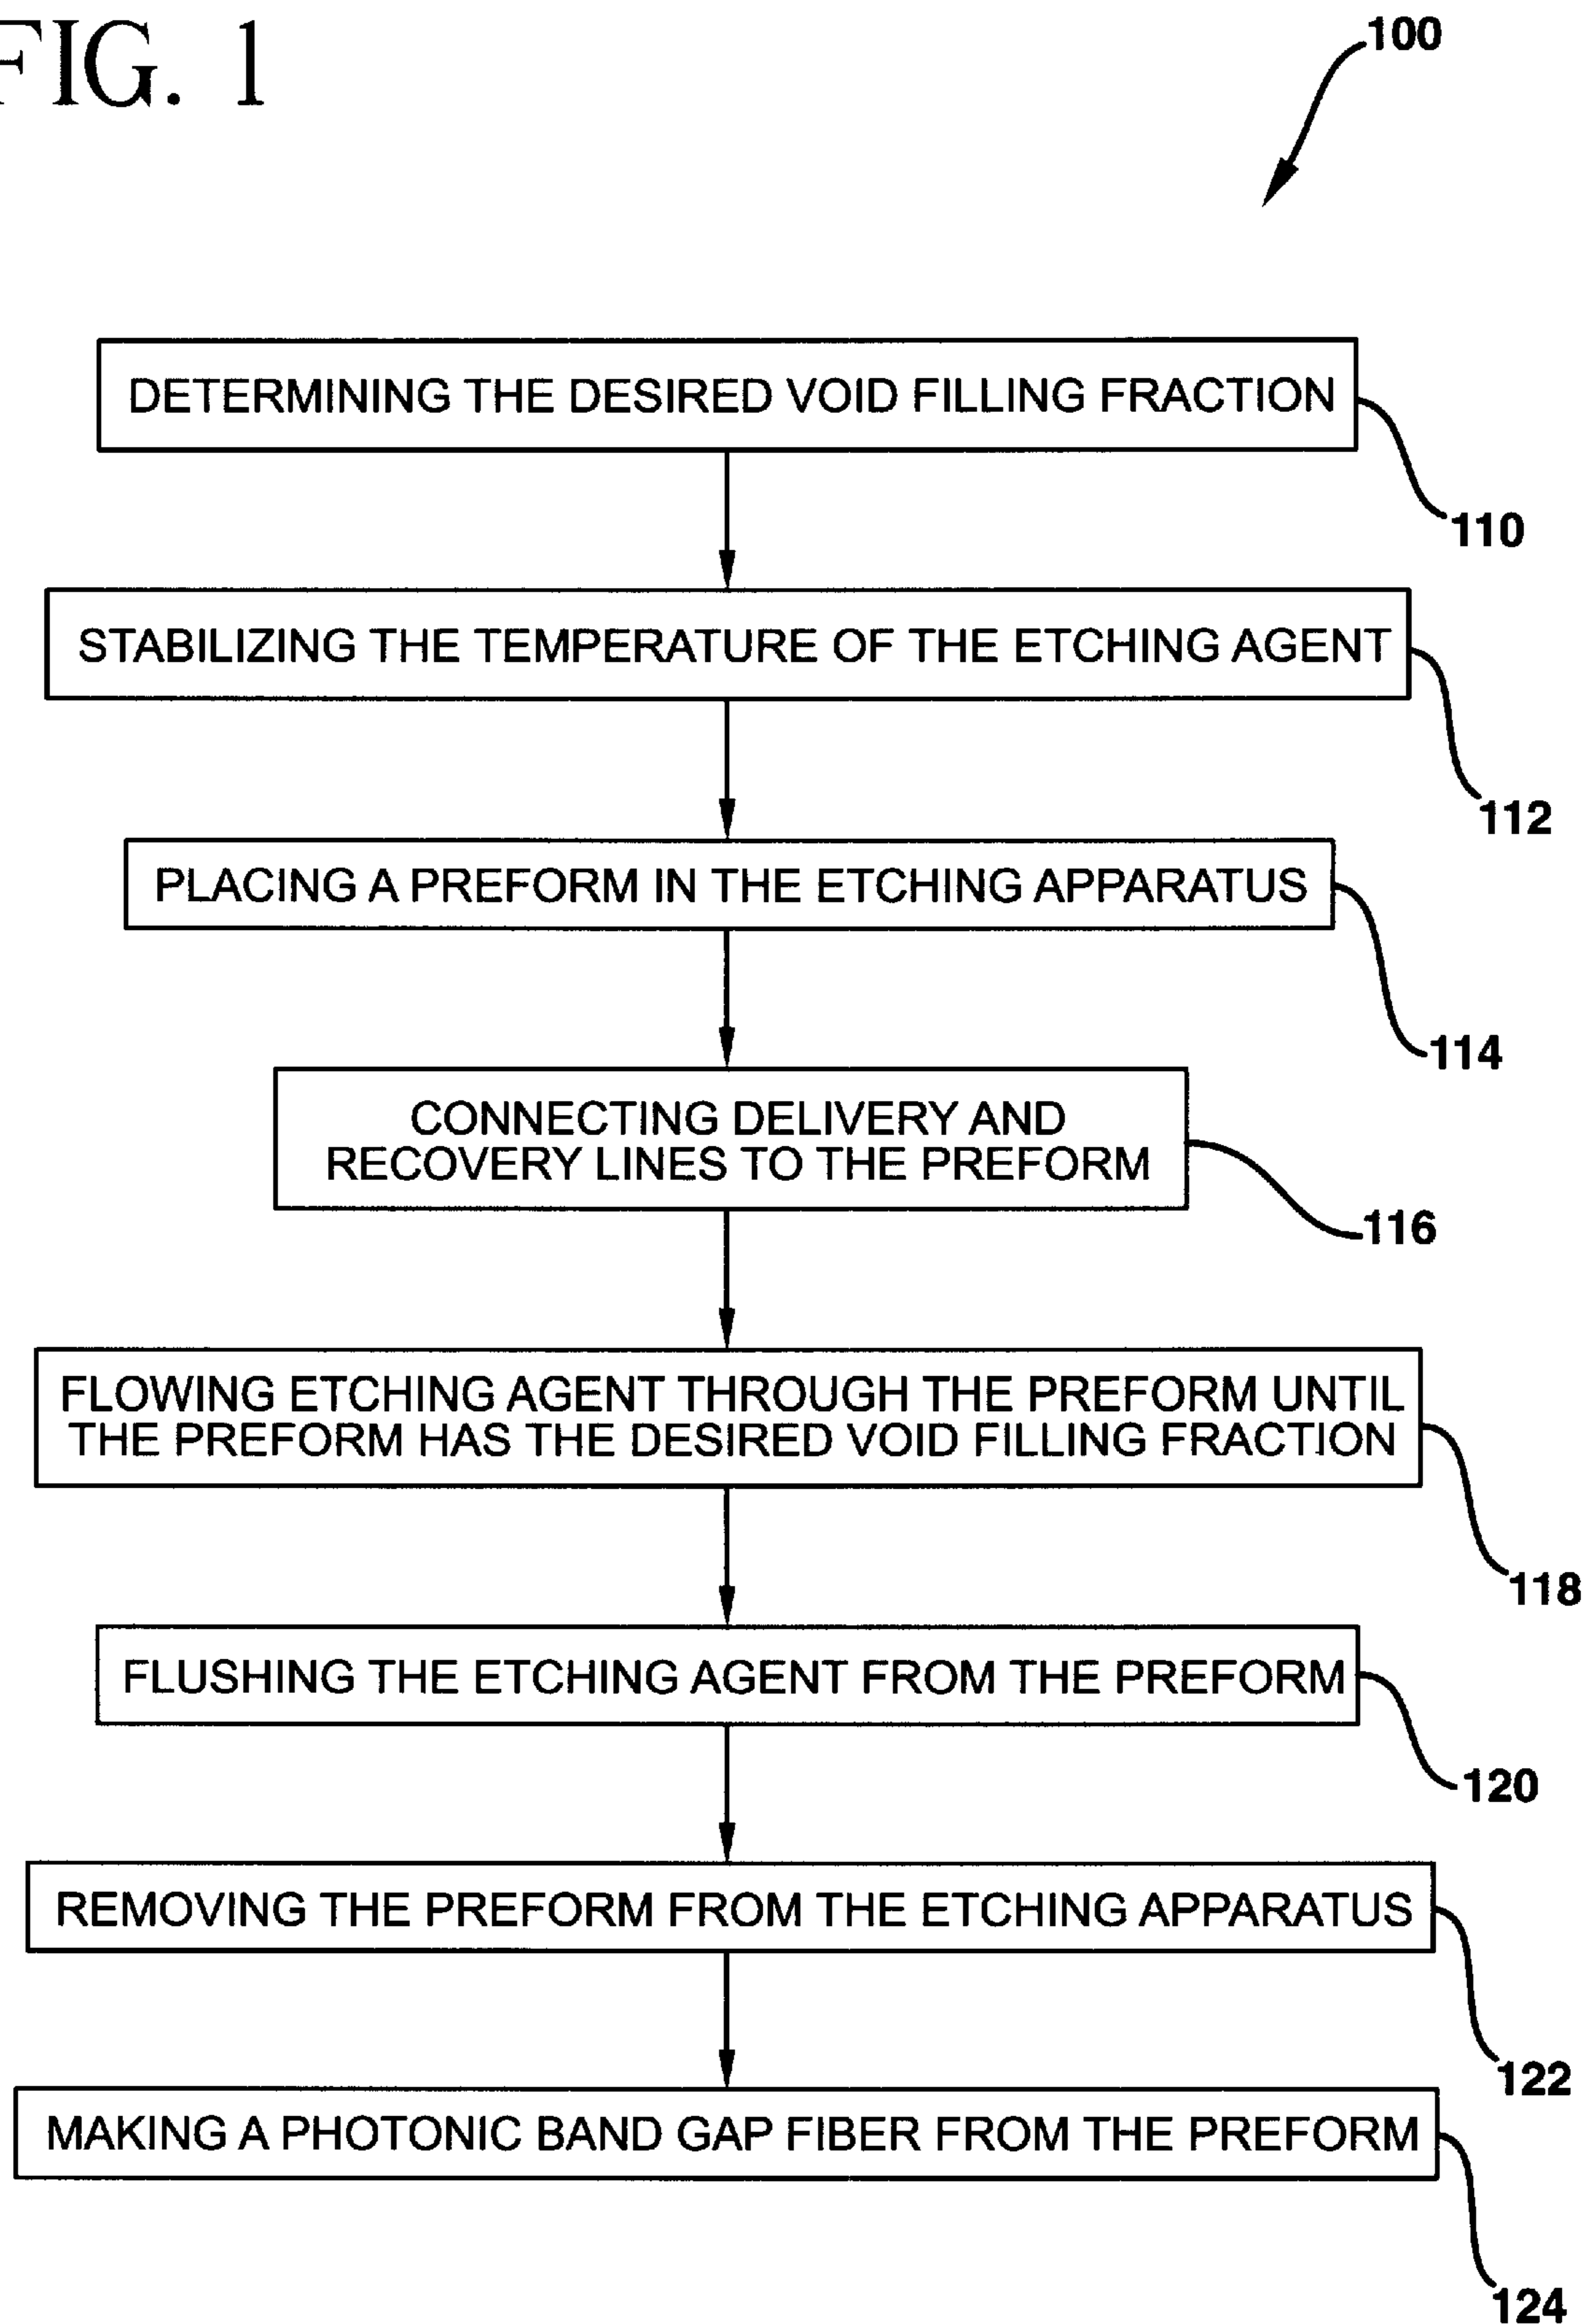 FIG. 1
100
DETERMINING THE DESIRED VOID FILLING FRACTION
110
STABILIZING THE TEMPERATURE OF THE ETCHING AGENT
112
PLACING A PREFORM IN THE ETCHING APPARATUS
114
CONNECTING DELIVERY AND
RECOVERY LINES TO THE PREFORM
116
FLOWING ETCHING AGENT THROUGH THE PREFORM UNTIL
THE PREFORM HAS THE DESIRED VOID FILLING FRACTION
118
FLUSHING THE ETCHING AGENT FROM THE PREFORM
120
REMOVING THE PREFORM FROM THE ETCHING APPARATUS
122
MAKING A PHOTONIC BAND GAP FIBER FROM THE PREFORM
124